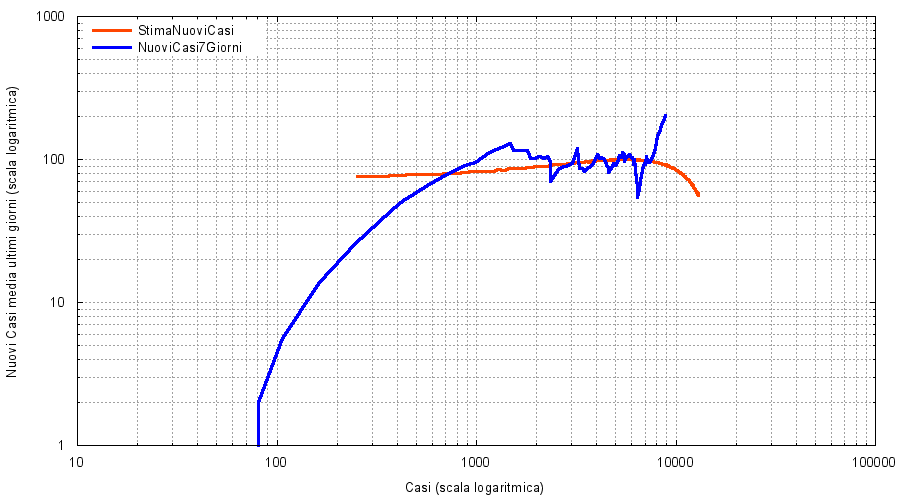 1000
StimaNuoviCasi
NuoviCasi7Giorni
100
10
1
Nuovi Casi media ultimi giorni (scala logaritmica)
10 100 1000 10000 100000
Casi (scala logaritmica)